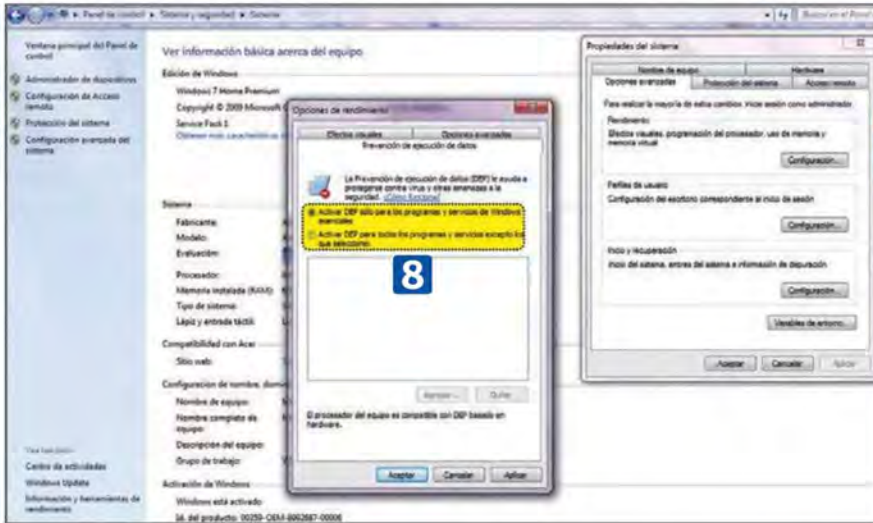 Panel de control ▸ Sistema y seguridad ▸ Sistema
Buscar en el Panel
Ventana principal del Panel de
control
Administrador de dispositivos
Configuración de Acceso
remoto
Protección del sistema
Configuración avanzada del
sistema
Vea también
Centro de actividades
Windows Update
Información y herramientas de
rendimiento
Ver información básica acerca del equipo
Edición de Windows
Windows 7 Home Premium
Copyright © 2009 Microsoft
Service Pack 1
Obtener más características
Sistema
Fabricante:
Modelo:
Evaluación:
Procesador:
Memoria instalada (RAM):
Tipo de sistema:
Lápiz y entrada táctil:
Compatibilidad con Acer
Sitio web:
Configuración de nombre,
Nombre de equipo:
Nombre completo de
equipo:
Descripción del equipo:
Grupo de trabajo:
Activación de Windows
Windows está activado
Id. del producto: 00359-OEM-8992687-00006
Opciones de rendimiento
Efectos visuales
Opciones avanzadas
Prevención de ejecución de datos
La Prevención de ejecución de datos (DEP) le ayuda a
protegerse contra virus y otras amenazas a la
seguridad. ¿Cómo funciona?
Activar DEP sólo para los programas y servicios de Windows
esenciales
Activar DEP para todos los programas y servicios excepto los
que seleccione:
8
Agregar...
Quitar
El procesador del equipo es compatible con DEP basado en
hardware.
Aceptar
Cancelar
Aplicar
Propiedades del sistema
Nombre de equipo
Hardware
Opciones avanzadas
Protección del sistema
Acceso remoto
Para realizar la mayoría de estos cambios, inicie sesión como administrador.
Rendimiento
Efectos visuales, programación del procesador, uso de memoria y
memoria virtual
Configuración...
Perfiles de usuario
Configuración del escritorio correspondiente al inicio de sesión
Configuración...
Inicio y recuperación
Inicio del sistema, errores del sistema e información de depuración
Configuración...
Variables de entorno...
Aceptar
Cancelar
Aplicar